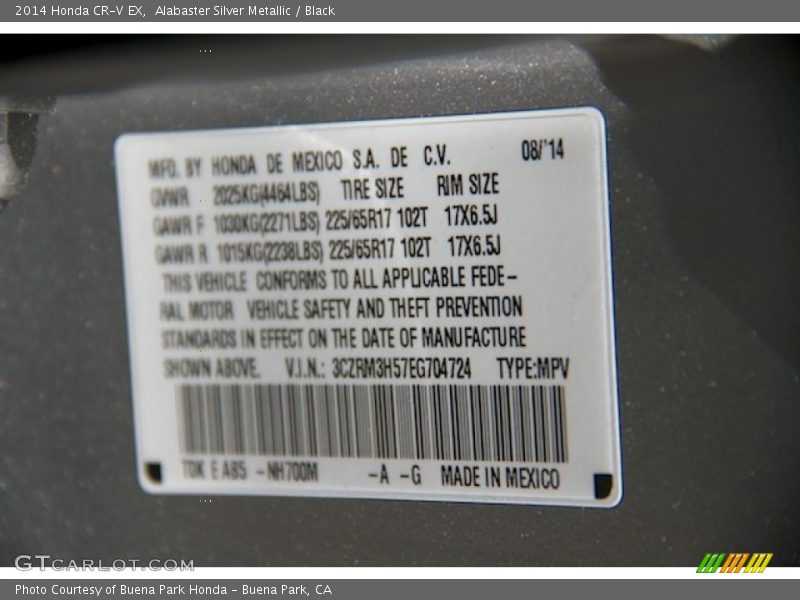 2014 Honda CR-V EX,  Alabaster Silver Metallic / Black
MFD. BY HONDA DE MEXICO S.A. DE C.V. 08/'14
GVWR 2025KG(4464LBS) TIRE SIZE RIM SIZE
GAWR F 1030KG(2271LBS) 225/65R17 102T 17X6.5J
GAWR R 1015KG(2238LBS) 225/65R17 102T 17X6.5J
THIS VEHICLE CONFORMS TO ALL APPLICABLE FEDE-
RAL MOTOR VEHICLE SAFETY AND THEFT PREVENTION
STANDARDS IN EFFECT ON THE DATE OF MANUFACTURE
SHOWN ABOVE. V.I.N.: 3CZRM3H57EG704724 TYPE:MPV
TDK E AB5 -NH700M -A -G MADE IN MEXICO
GTCARLOT.COM
Photo Courtesy of Buena Park Honda - Buena Park, CA